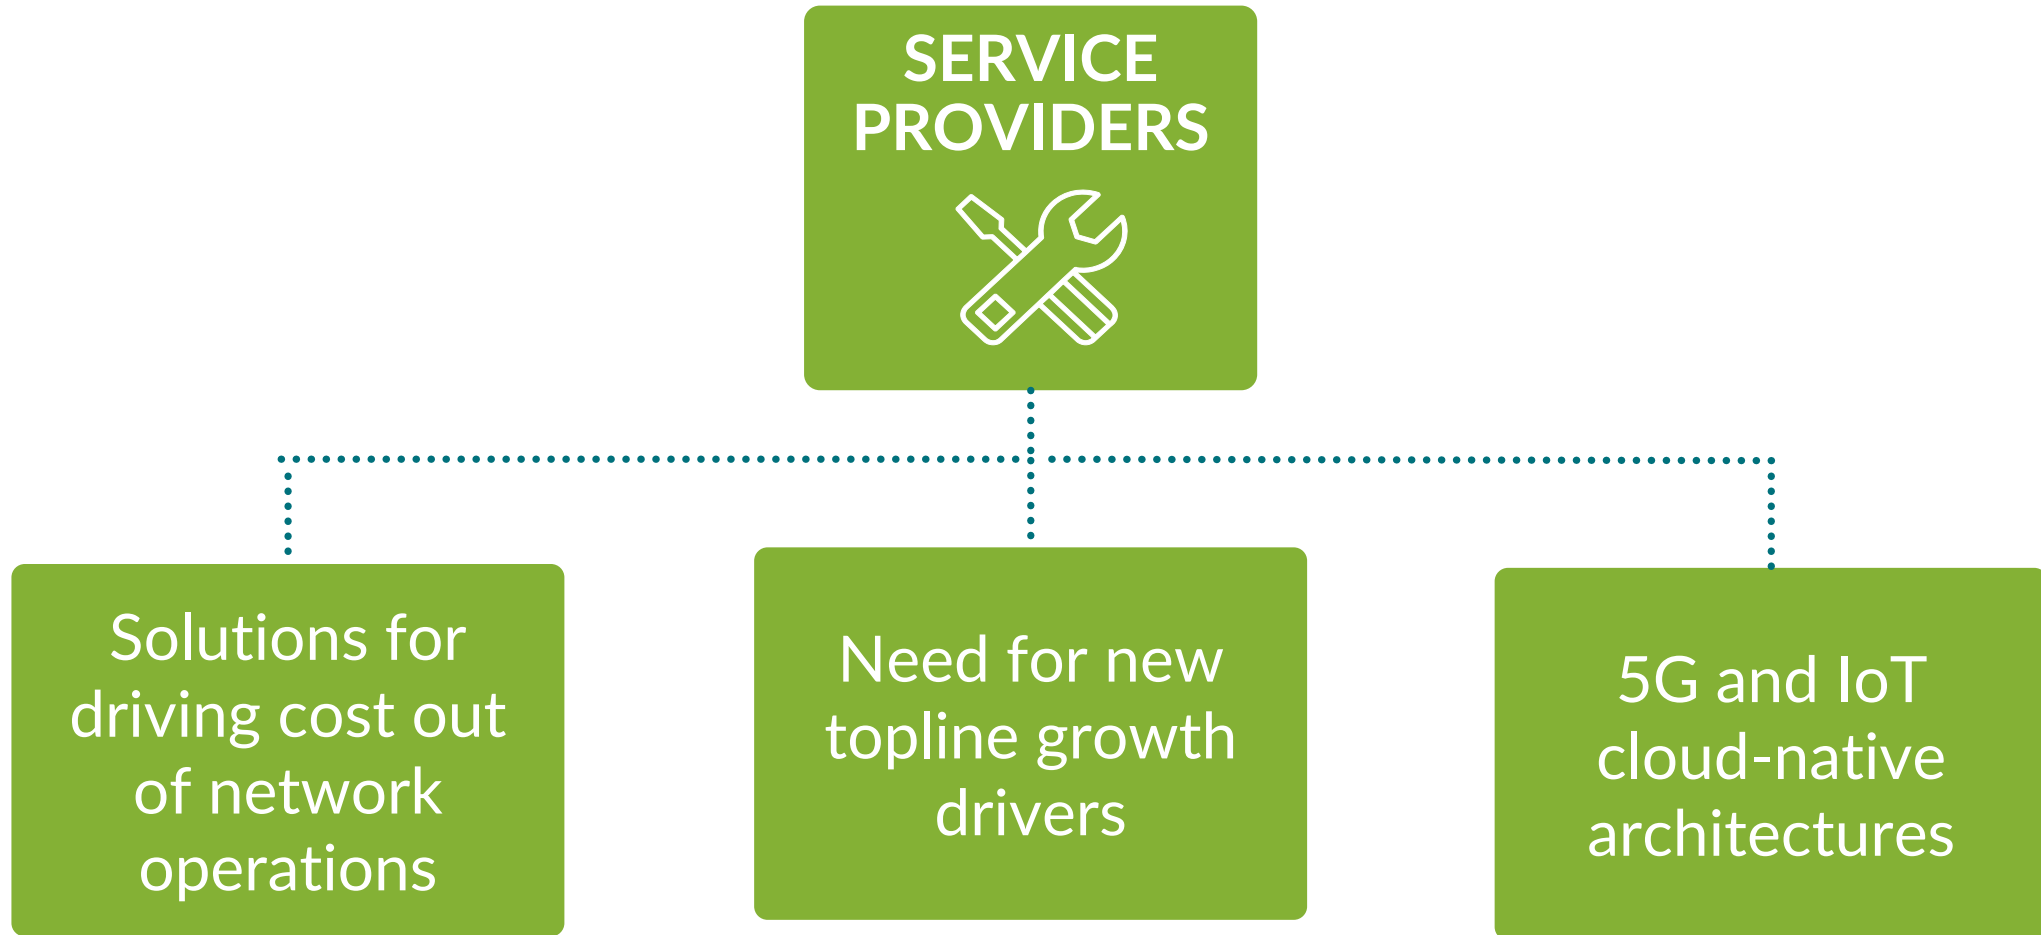 SERVICE
PROVIDERS
Solutions for
driving cost out
of network
operations
Need for new
topline growth
drivers
5G and IoT
cloud-native
architectures